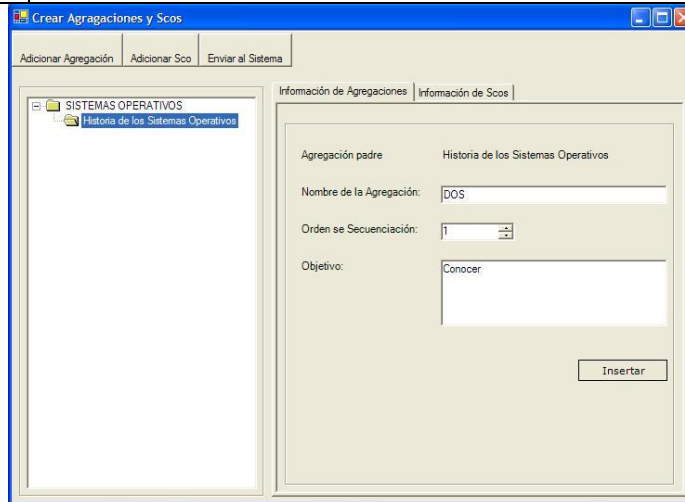 Crear Agragaciones y Scos
Adicionar Agregación Adicionar Sco Enviar al Sistema
SISTEMAS OPERATIVOS
Historia de los Sistemas Operativos
Información de Agregaciones Información de Scos
Agregación padre Historia de los Sistemas Operativos
Nombre de la Agregación: DOS
Orden se Secuenciación: 1
Objetivo: Conocer
Insertar